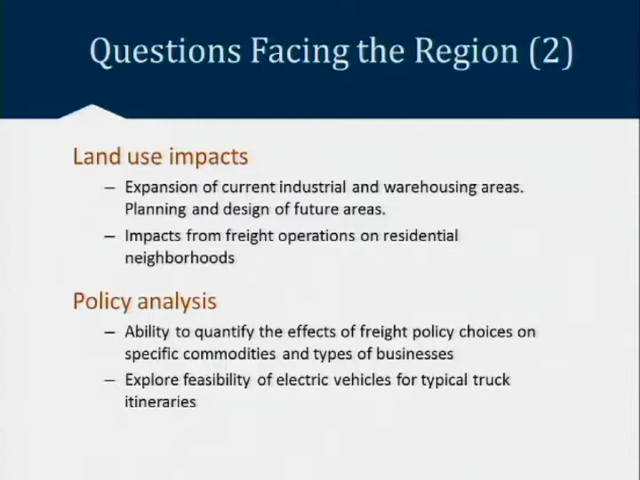 Questions Facing the Region (2)
Land use impacts
– Expansion of current industrial and warehousing areas.
Planning and design of future areas.
– Impacts from freight operations on residential
neighborhoods
Policy analysis
– Ability to quantify the effects of freight policy choices on
specific commodities and types of businesses
– Explore feasibility of electric vehicles for typical truck
itineraries